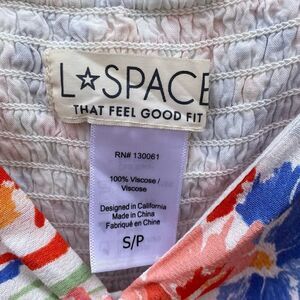 L☆SPACE
THAT FEEL GOOD FIT
RN# 130061
100% Viscose /
Viscose
Designed in California
Made in China
Fabriqué en Chine
S/P